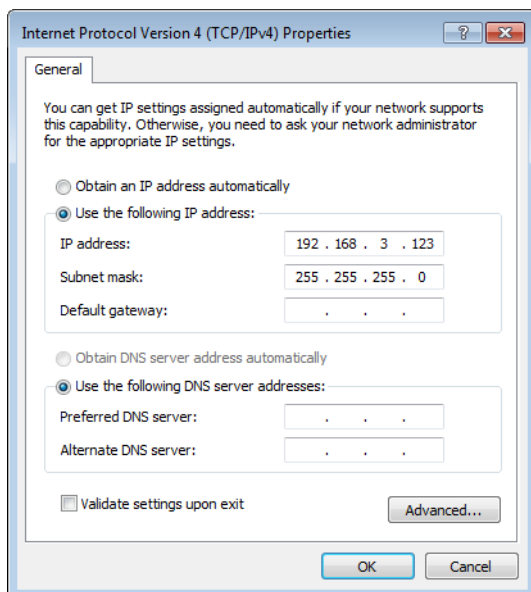 Internet Protocol Version 4 (TCP/IPv4) Properties
General
You can get IP settings assigned automatically if your network supports
this capability. Otherwise, you need to ask your network administrator
for the appropriate IP settings.
Obtain an IP address automatically
Use the following IP address:
IP address: 192 . 168 . 3 . 123
Subnet mask: 255 . 255 . 255 . 0
Default gateway: . . .
Obtain DNS server address automatically
Use the following DNS server addresses:
Preferred DNS server: . . .
Alternate DNS server: . . .
Validate settings upon exit
Advanced...
OK Cancel